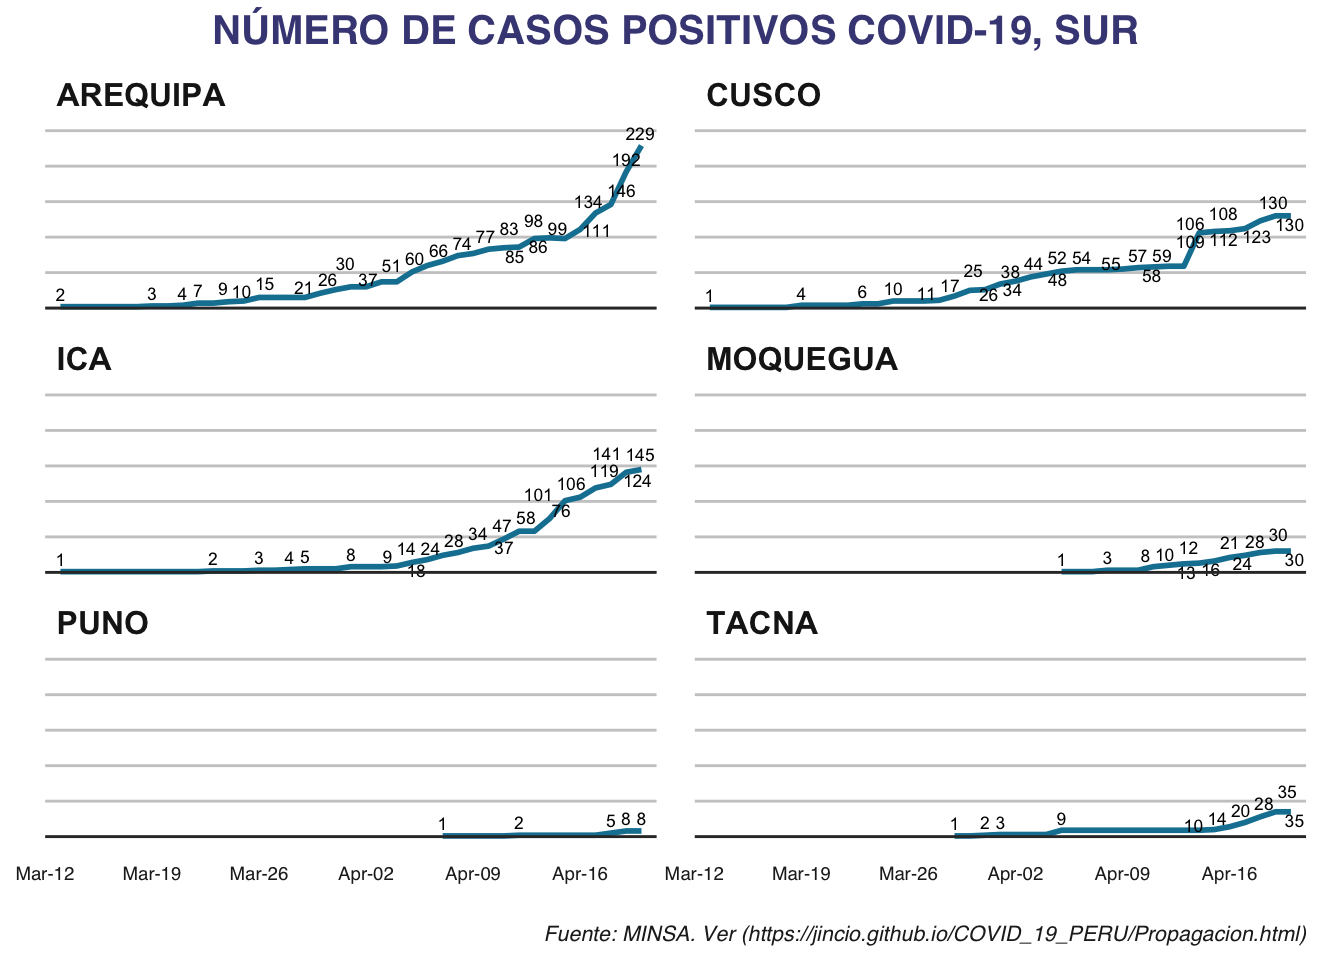 NÚMERO DE CASOS POSITIVOS COVID-19, SUR
AREQUIPA
2 3 4 7 9 10 15 21 26 30 37 51 60 66 74 77 83 85 98 86 99 134 111 146 192 229
CUSCO
1 4 6 10 11 17 25 26 38 34 44 52 48 54 55 57 58 59 106 109 108 112 123 130 130
ICA
1 2 3 4 5 8 9 14 18 24 28 34 47 37 58 101 76 106 119 141 124 145
MOQUEGUA
1 3 8 10 12 13 16 21 24 28 30 30
PUNO
1 2 5 8 8
TACNA
1 2 3 9 10 14 20 28 35 35
Mar-12 Mar-19 Mar-26 Apr-02 Apr-09 Apr-16 Mar-12 Mar-19 Mar-26 Apr-02 Apr-09 Apr-16
Fuente: MINSA. Ver (https://jincio.github.io/COVID_19_PERU/Propagacion.html)